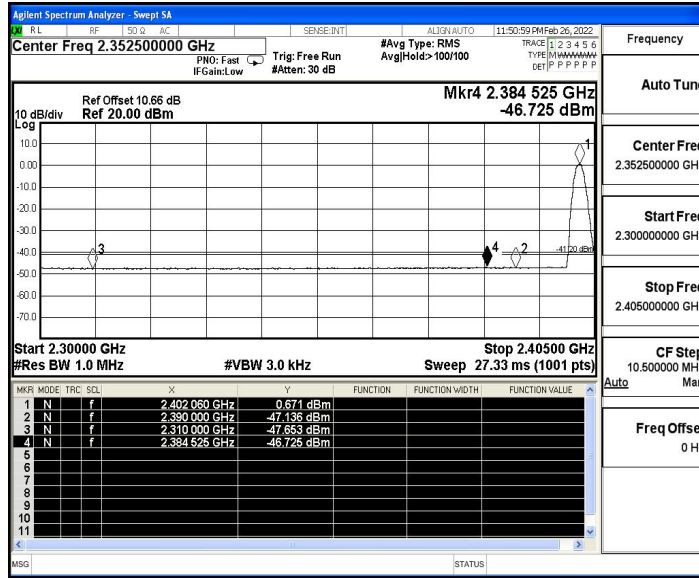 Agilent Spectrum Analyzer - Swept SA
LXI RL RF 50 Ω AC SENSE:INT ALIGN AUTO 11:50:59 PM Feb 26, 2022
Center Freq 2.352500000 GHz
PNO: Fast
IFGain:Low
Trig: Free Run
#Atten: 30 dB
#Avg Type: RMS
Avg|Hold:>100/100
TRACE 1 2 3 4 5 6
TYPE M W W W W W
DET P P P P P P
Ref Offset 10.66 dB
Ref 20.00 dBm
10 dB/div
Log
Mkr4 2.384 525 GHz
-46.725 dBm
10.0
0.00
-10.0
-20.0
-30.0
-40.0
-50.0
-60.0
-70.0
1
3
4
2
-41.20 dBm
Start 2.30000 GHz Stop 2.40500 GHz
#Res BW 1.0 MHz #VBW 3.0 kHz Sweep 27.33 ms (1001 pts)
MKR MODE TRC SCL X Y FUNCTION FUNCTION WIDTH FUNCTION VALUE
1 N f 2.402 060 GHz 0.671 dBm
2 N f 2.390 000 GHz -47.136 dBm
3 N f 2.310 000 GHz -47.653 dBm
4 N f 2.384 525 GHz -46.725 dBm
5
6
7
8
9
10
11
MSG STATUS
Frequency
Auto Tun
Center Fre
2.352500000 GH
Start Fre
2.300000000 GH
Stop Fre
2.405000000 GH
CF Ste
10.500000 MH
Auto Ma
Freq Offse
0 H